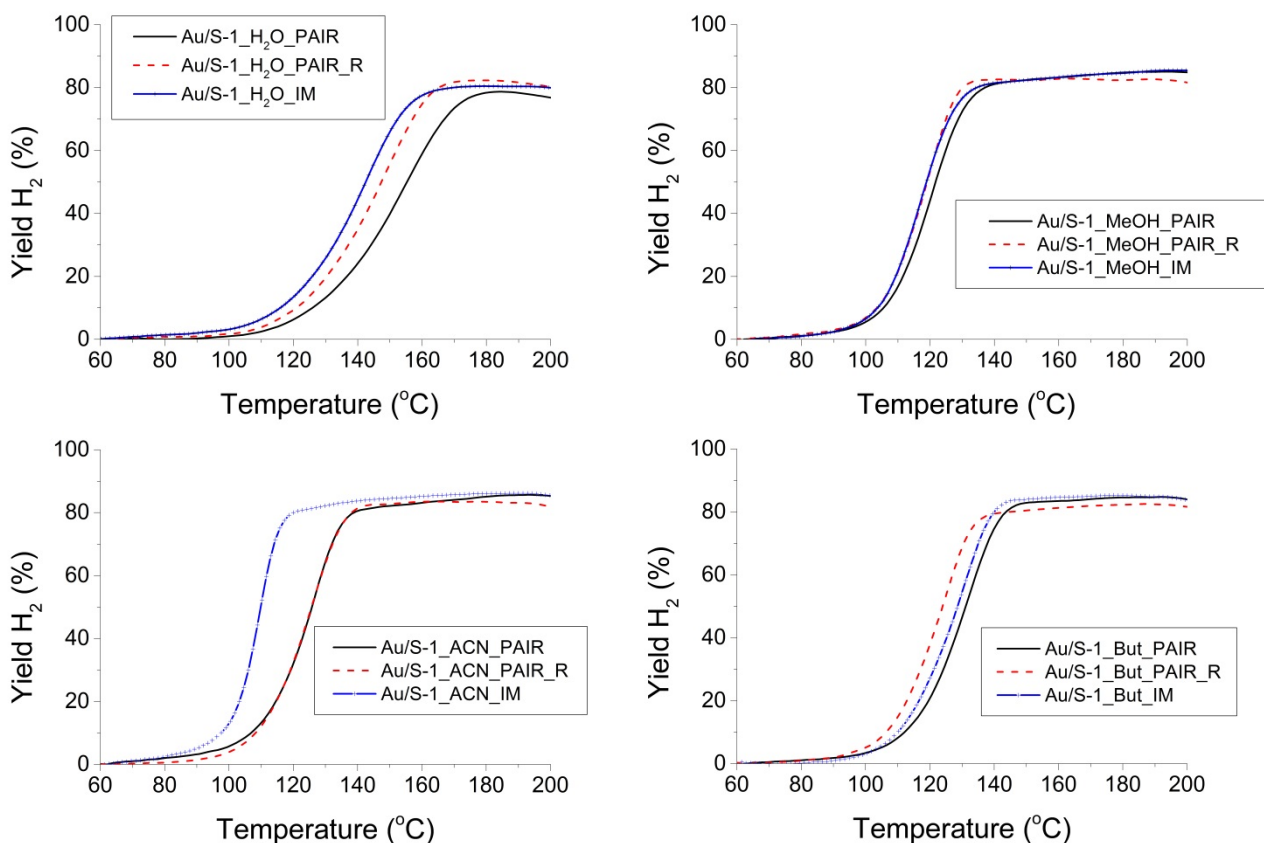 Yield H₂ (%)
100
80
60
40
20
0
Au/S-1_H₂O_PAIR
Au/S-1_H₂O_PAIR_R
Au/S-1_H₂O_IM
60 80 100 120 140 160 180 200
Temperature (°C)
Yield H₂ (%)
100
80
60
40
20
0
Au/S-1_MeOH_PAIR
Au/S-1_MeOH_PAIR_R
Au/S-1_MeOH_IM
60 80 100 120 140 160 180 200
Temperature (°C)
Yield H₂ (%)
100
80
60
40
20
0
Au/S-1_ACN_PAIR
Au/S-1_ACN_PAIR_R
Au/S-1_ACN_IM
60 80 100 120 140 160 180 200
Temperature (°C)
Yield H₂ (%)
100
80
60
40
20
0
Au/S-1_But_PAIR
Au/S-1_But_PAIR_R
Au/S-1_But_IM
60 80 100 120 140 160 180 200
Temperature (°C)